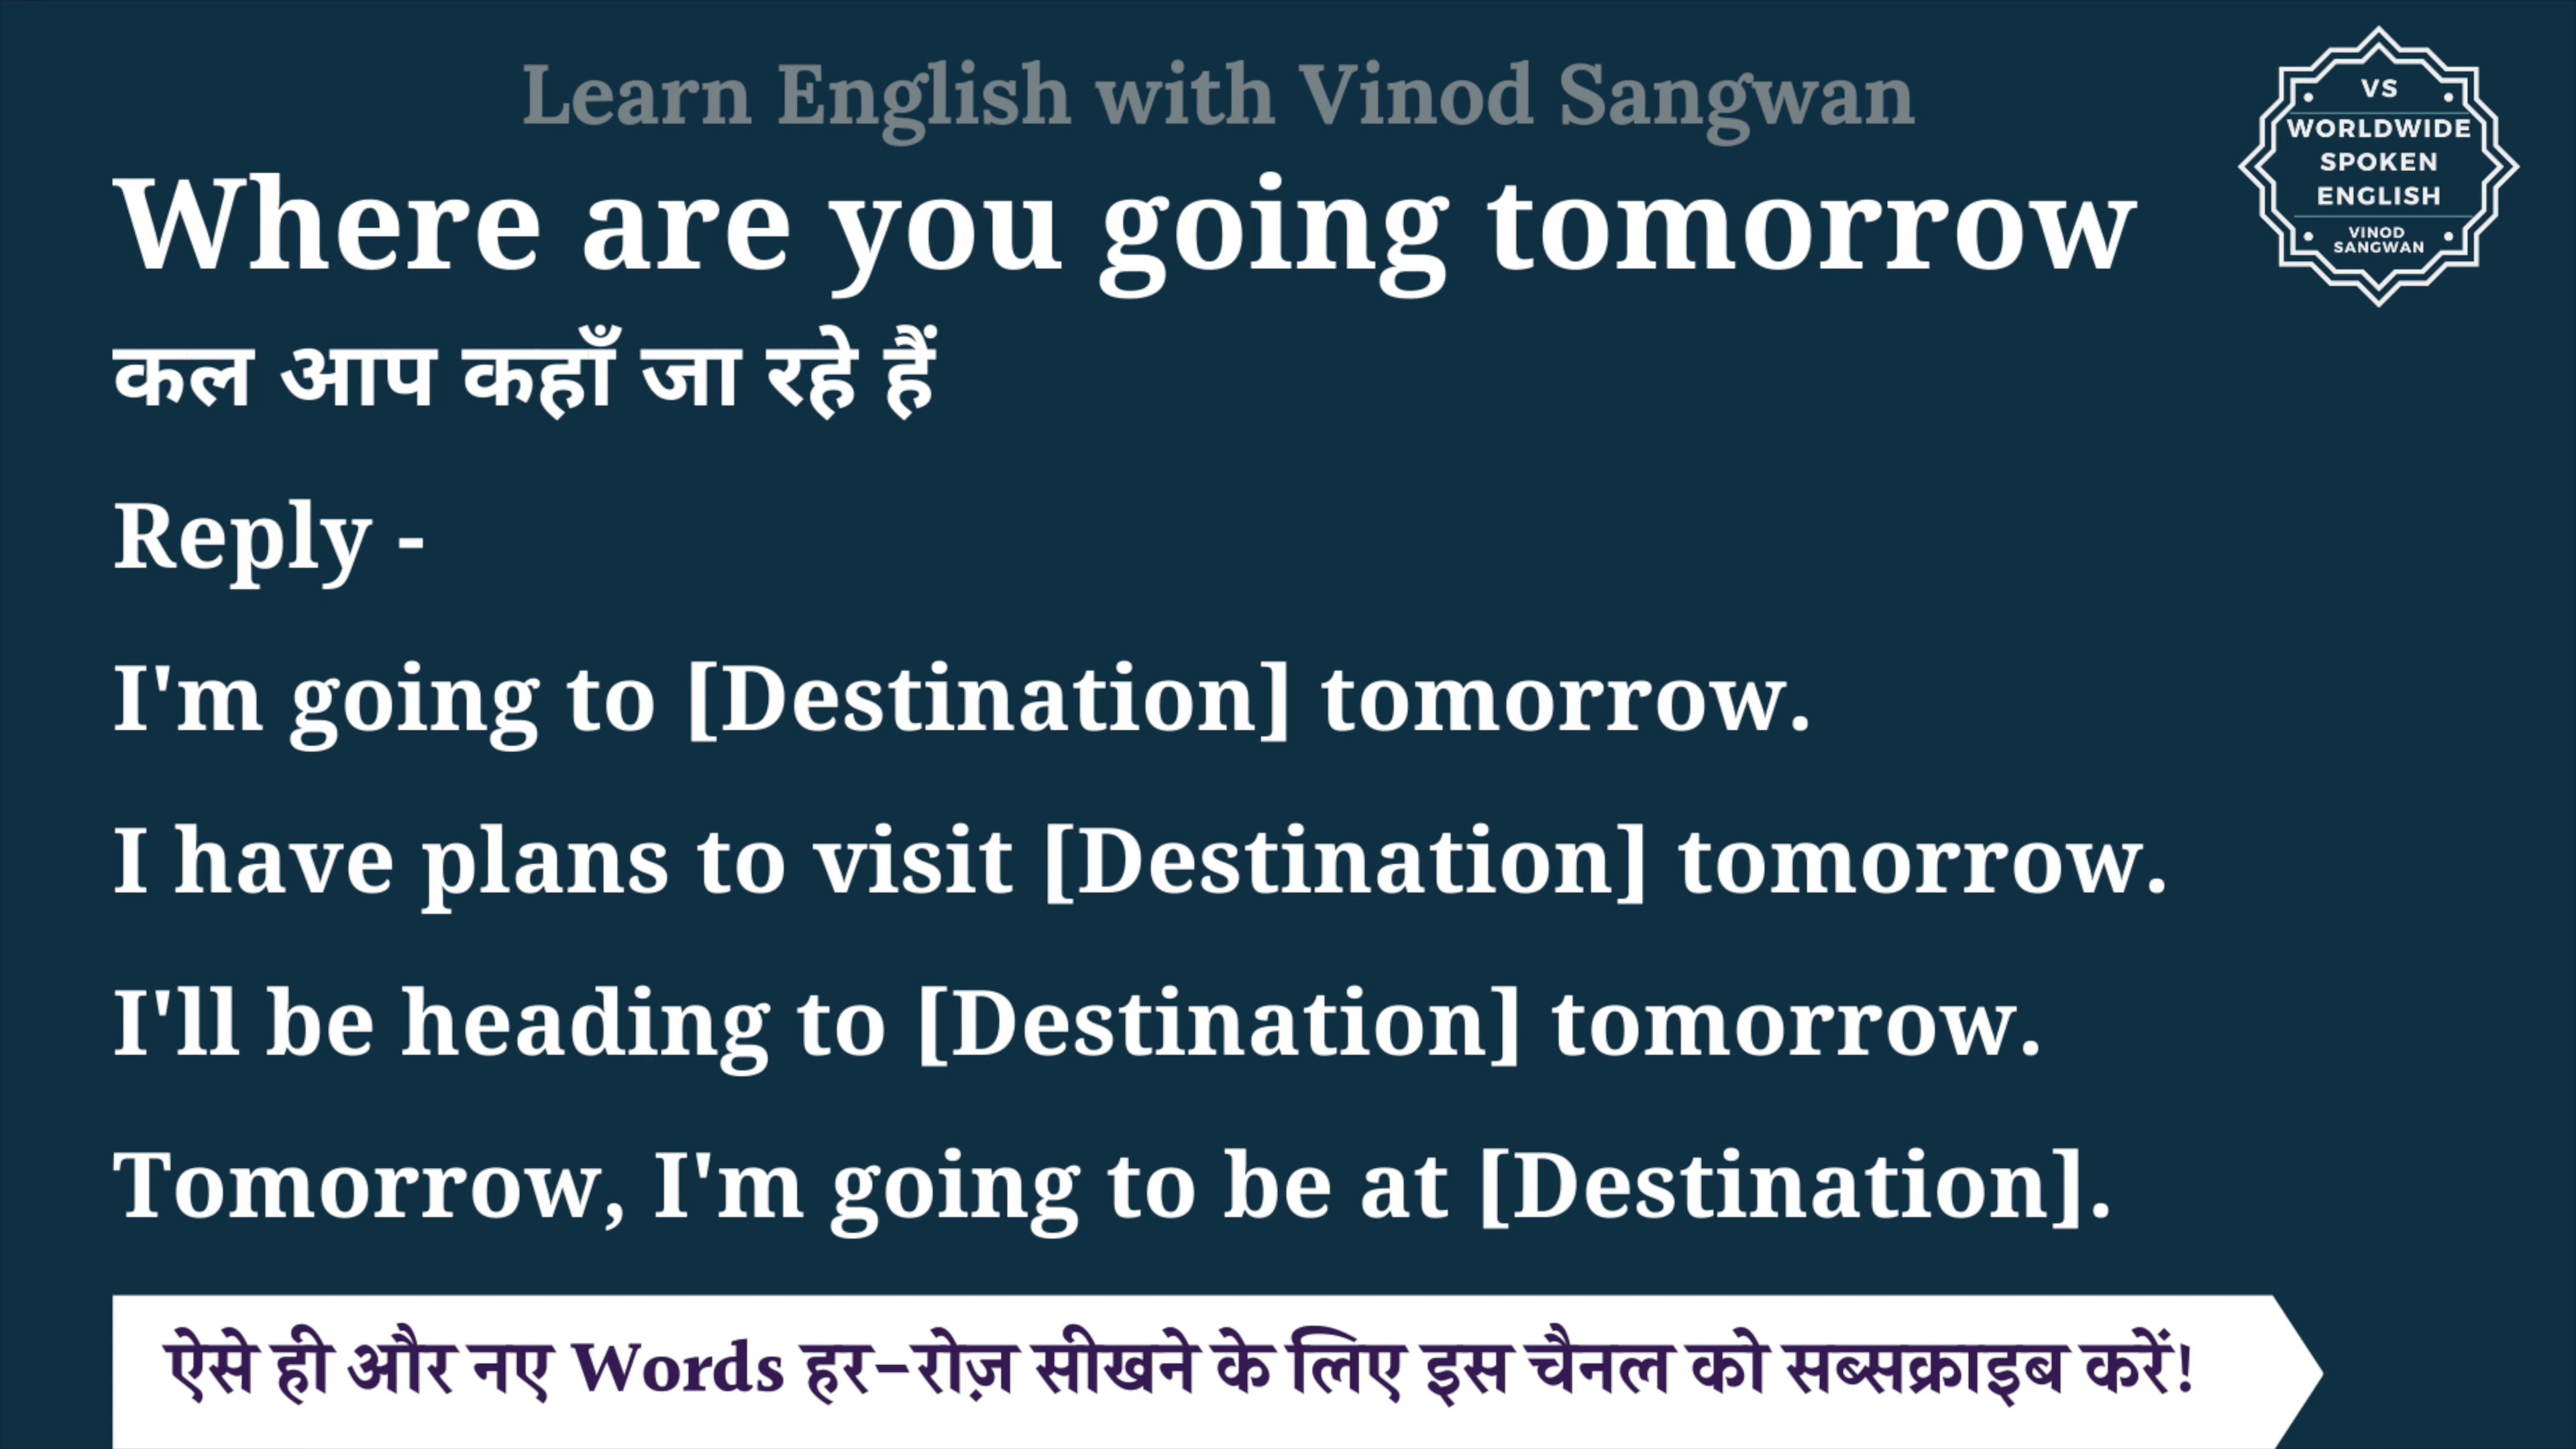 Learn English with Vinod Sangwan
VS
WORLDWIDE
SPOKEN
ENGLISH
VINOD
SANGWAN
Where are you going tomorrow
कल आप कहाँ जा रहे हैं
Reply -
I'm going to [Destination] tomorrow.
I have plans to visit [Destination] tomorrow.
I'll be heading to [Destination] tomorrow.
Tomorrow, I'm going to be at [Destination].
ऐसे ही और नए Words हर-रोज़ सीखने के लिए इस चैनल को सब्सक्राइब करें!